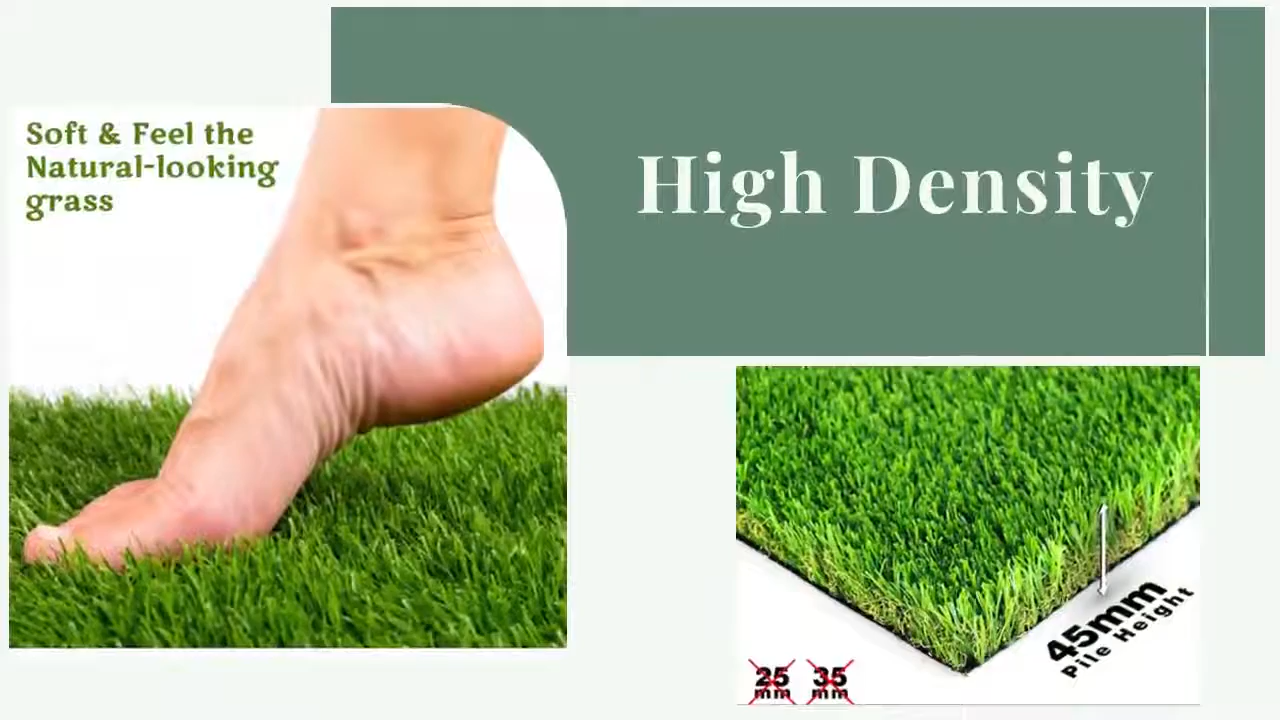 Soft & Feel the
Natural-looking
grass
High Density
45mm
Pile Height
25 35
mm mm